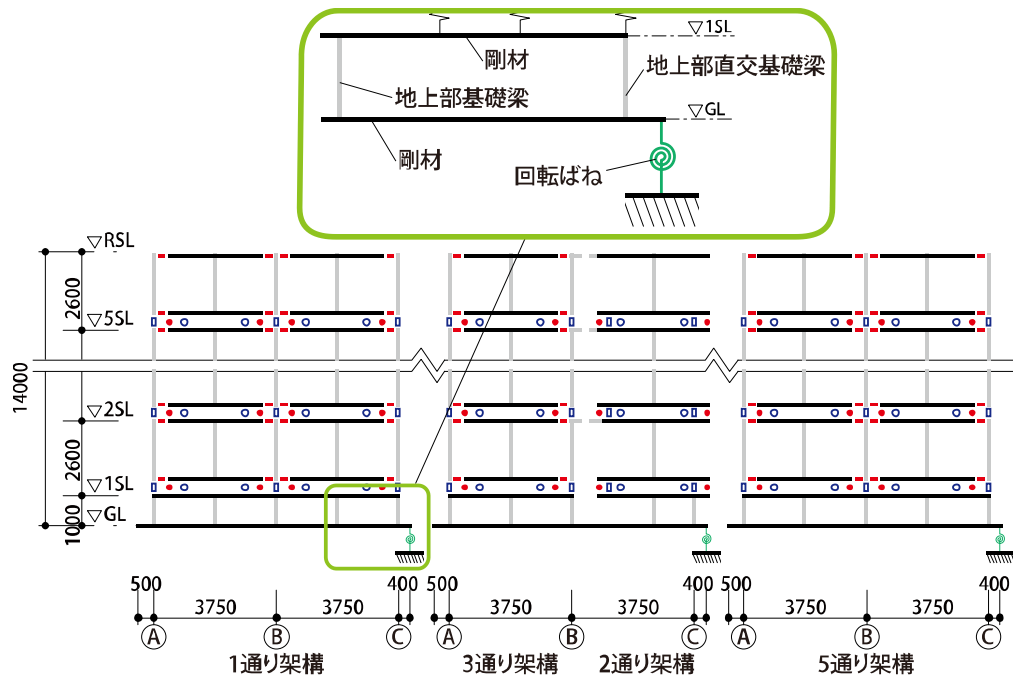 ▽1SL
剛材
地上部直交基礎梁
地上部基礎梁
▽GL
剛材
回転ばね
▽RSL
2600
▽5SL
14000
▽2SL
2600
▽1SL
1000
▽GL
500 400 500 400 500 400
3750 3750 3750 3750 3750 3750
A B C A B C A B C
1通り架構 3通り架構 2通り架構 5通り架構